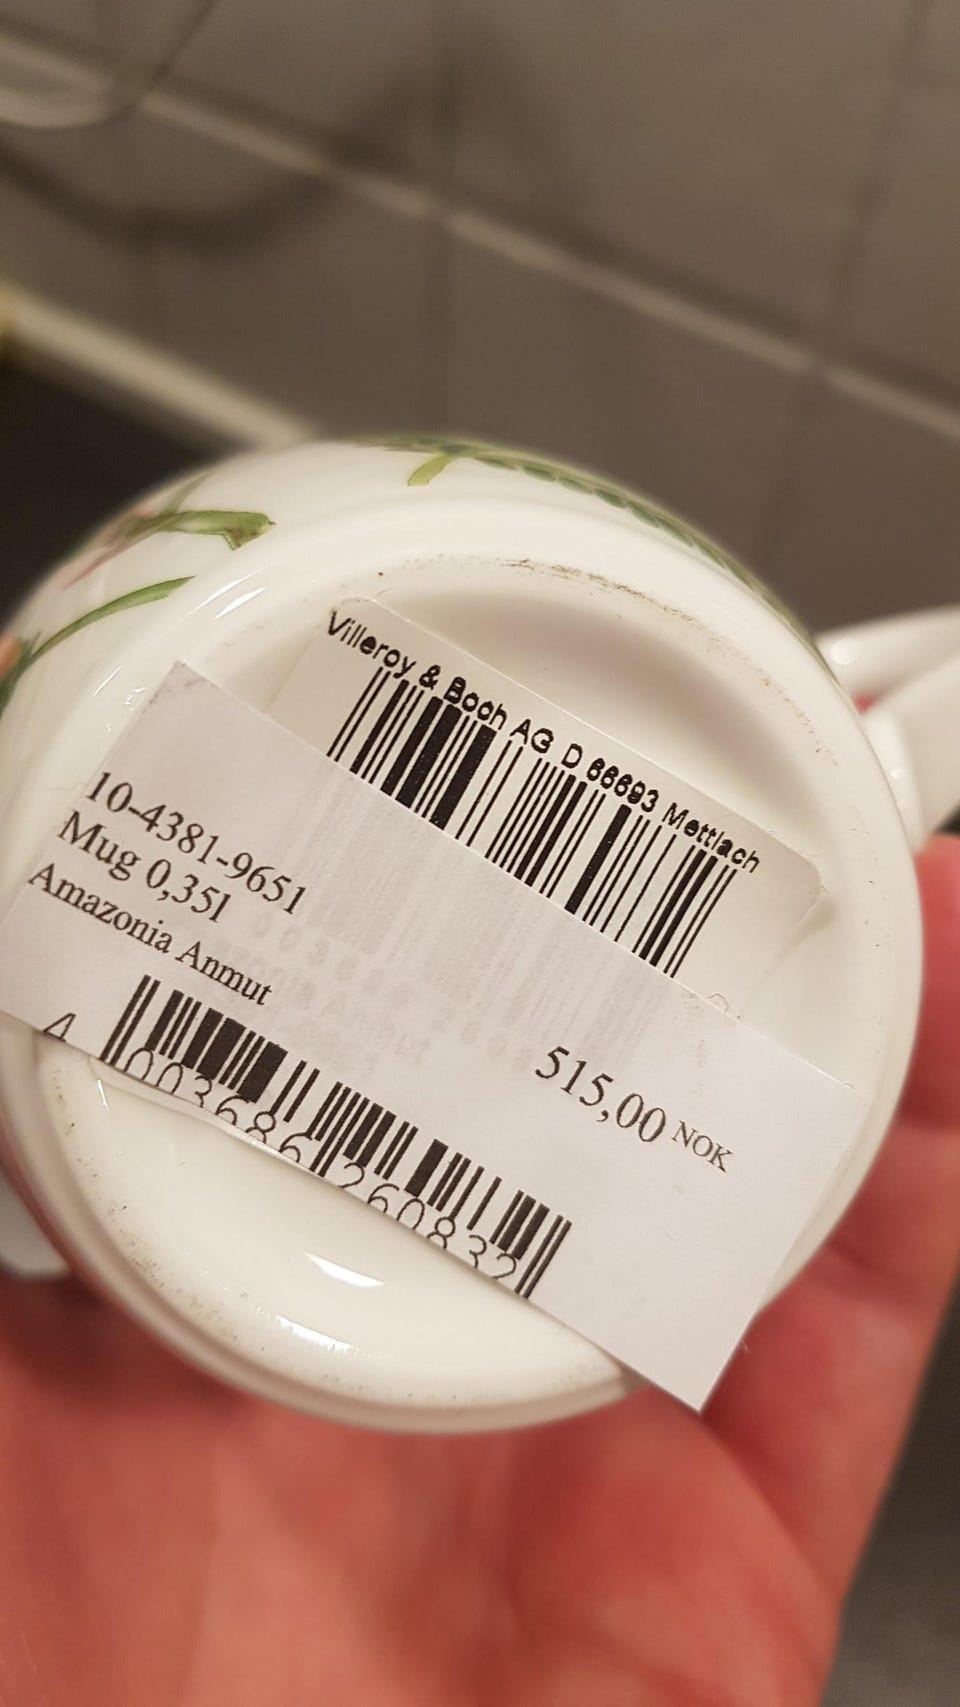 Villeroy & Boch AG D 66693 Mettlach
10-4381-9651
Mug 0,35l
Amazonia Anmut
515,00 NOK
4 003686 260832